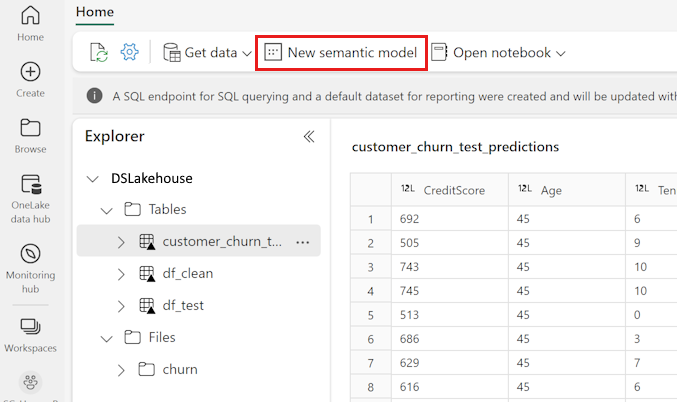 Home
Home
Create
Browse
OneLake
data hub
Monitoring
hub
Workspaces
Get data
New semantic model
Open notebook
A SQL endpoint for SQL querying and a default dataset for reporting were created and will be updated with
Explorer
DSLakehouse
Tables
customer_churn_t...
df_clean
df_test
Files
churn
customer_churn_test_predictions
12L CreditScore 12L Age 12L Ten
1 692 45 6
2 505 45 9
3 743 45 10
4 745 45 10
5 513 45 0
6 686 45 3
7 629 45 7
8 616 45 6